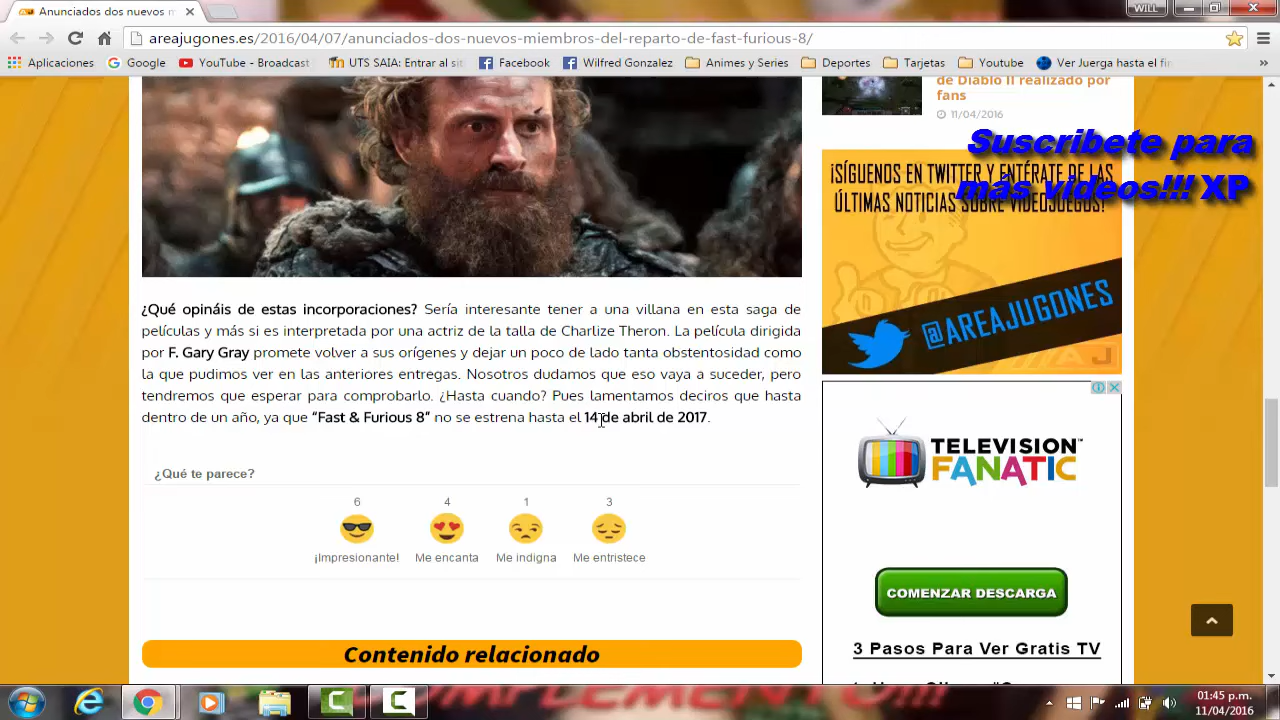 Anunciados dos nuevos m
WILL
areajugones.es/2016/04/07/anunciados-dos-nuevos-miembros-del-reparto-de-fast-furious-8/
Aplicaciones Google YouTube - Broadcast UTS SAIA: Entrar al si Facebook Wilfred Gonzalez Animes y Series Deportes Tarjetas Youtube Ver Juerga hasta el fin »
de Diablo II realizado por
fans
11/04/2016
Suscribete para
más videos!!! XP
¡SÍGUENOS EN TWITTER Y ENTÉRATE DE LAS
ÚLTIMAS NOTICIAS SOBRE VIDEOJUEGOS!
@AREAJUGONES
AJ
¿Qué opináis de estas incorporaciones? Sería interesante tener a una villana en esta saga de
películas y más si es interpretada por una actriz de la talla de Charlize Theron. La película dirigida
por F. Gary Gray promete volver a sus orígenes y dejar un poco de lado tanta obstentosidad como
la que pudimos ver en las anteriores entregas. Nosotros dudamos que eso vaya a suceder, pero
tendremos que esperar para comprobarlo. ¿Hasta cuando? Pues lamentamos deciros que hasta
dentro de un año, ya que “Fast & Furious 8” no se estrena hasta el 14 de abril de 2017.
TELEVISION
FANATIC
COMENZAR DESCARGA
3 Pasos Para Ver Gratis TV
¿Qué te parece?
6 4 1 3
¡Impresionante! Me encanta Me indigna Me entristece
Contenido relacionado
01:45 p.m.
11/04/2016